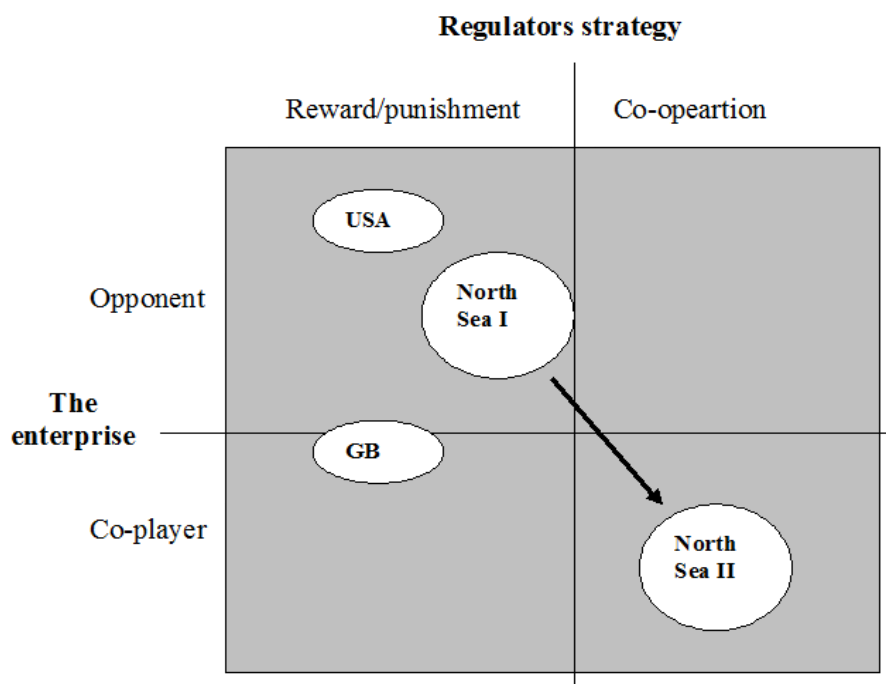 Regulators strategy
Reward/punishment
Co-opeartion
USA
Opponent
North
Sea I
The
enterprise
GB
Co-player
North
Sea II